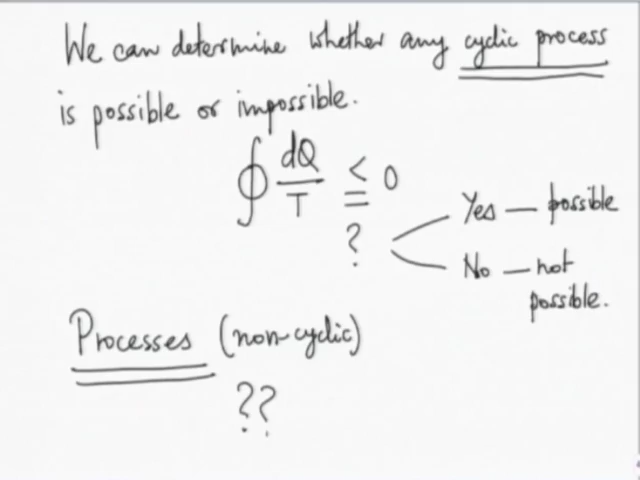 We can determine whether any cyclic process
is possible or impossible.
∮ dQ/T ≤ 0
?
Yes — possible
No — not
possible.
Processes (non-cyclic)
??